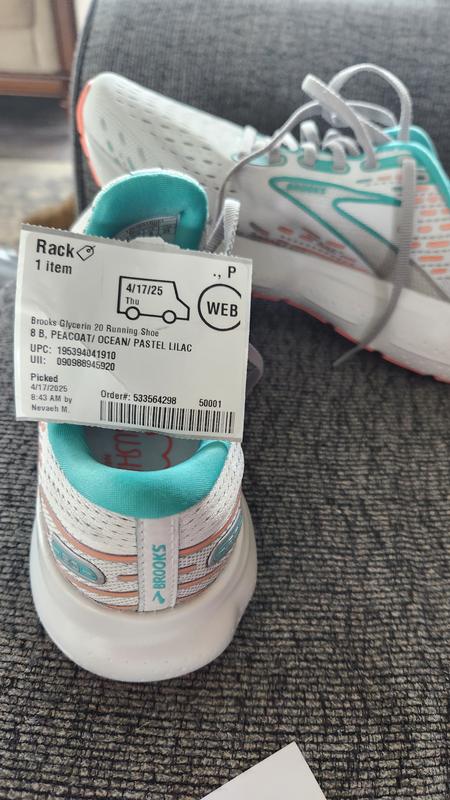 Rack
1 item
., P
4/17/25
Thu
WEB
Brooks Glycerin 20 Running Shoe
8 B, PEACOAT/ OCEAN/ PASTEL LILAC
UPC: 195394041910
UII: 090988945920
Picked
4/17/2025
8:43 AM by
Nevaeh M.
Order#: 533564298
50001
BROOKS
BROOKS